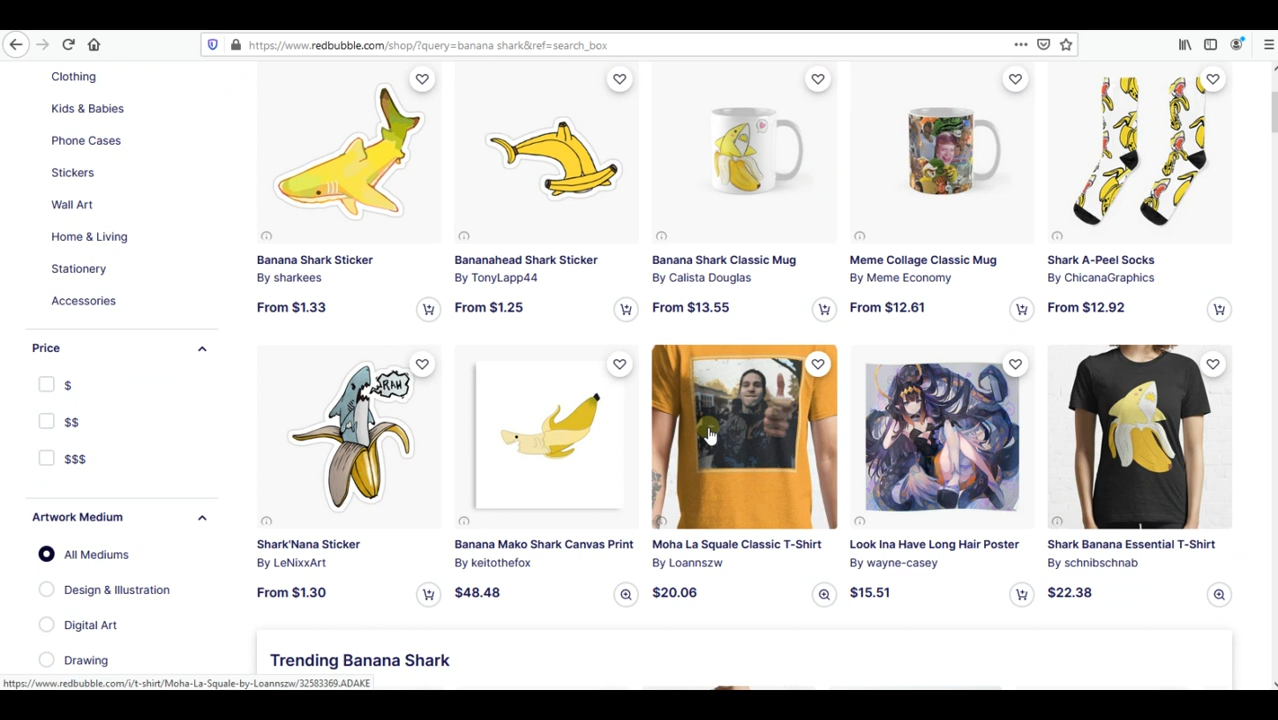 https://www.redbubble.com/shop/?query=banana shark&ref=search_box
Clothing
Kids & Babies
Phone Cases
Stickers
Wall Art
Home & Living
Stationery
Accessories
Price
$
$$
$$$
Artwork Medium
All Mediums
Design & Illustration
Digital Art
Drawing
Banana Shark Sticker
By sharkees
From $1.33
Bananahead Shark Sticker
By TonyLapp44
From $1.25
Banana Shark Classic Mug
By Calista Douglas
From $13.55
Meme Collage Classic Mug
By Meme Economy
From $12.61
Shark A-Peel Socks
By ChicanaGraphics
From $12.92
RAH
Shark'Nana Sticker
By LeNixxArt
From $1.30
Banana Mako Shark Canvas Print
By keitothefox
$48.48
Moha La Squale Classic T-Shirt
By Loannszw
$20.06
Look Ina Have Long Hair Poster
By wayne-casey
$15.51
Shark Banana Essential T-Shirt
By schnibschnab
$22.38
Trending Banana Shark
https://www.redbubble.com/i/t-shirt/Moha-La-Squale-by-Loannszw/32583369.ADAKE